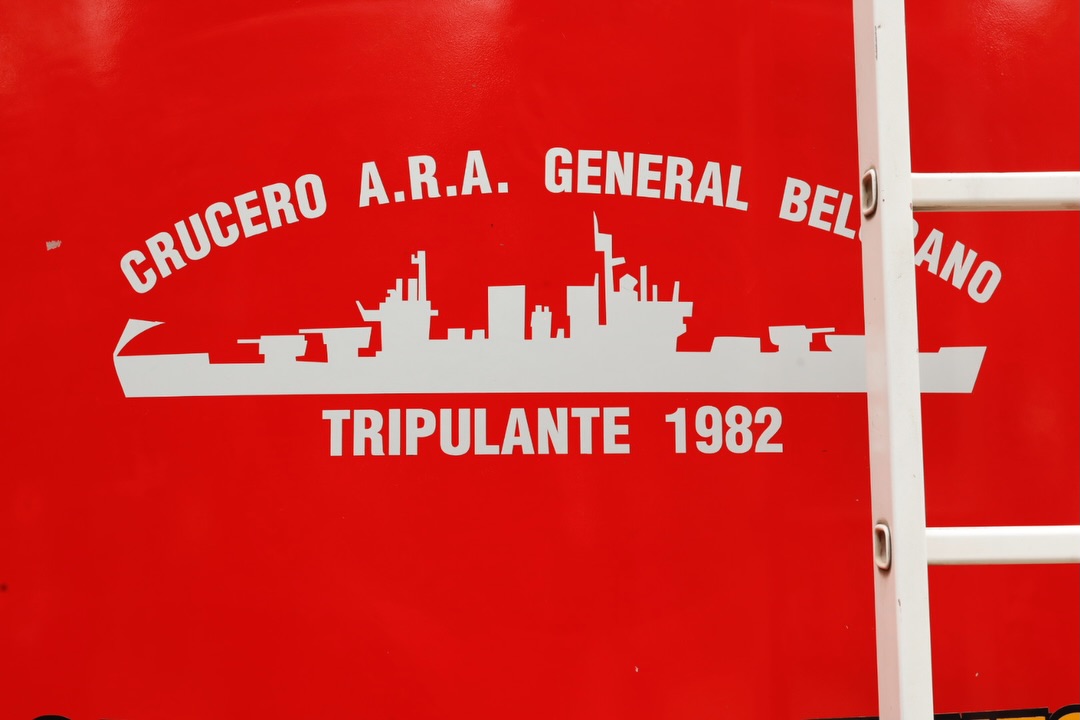 CRUCERO A.R.A. GENERAL
TRIPULANTE 1982